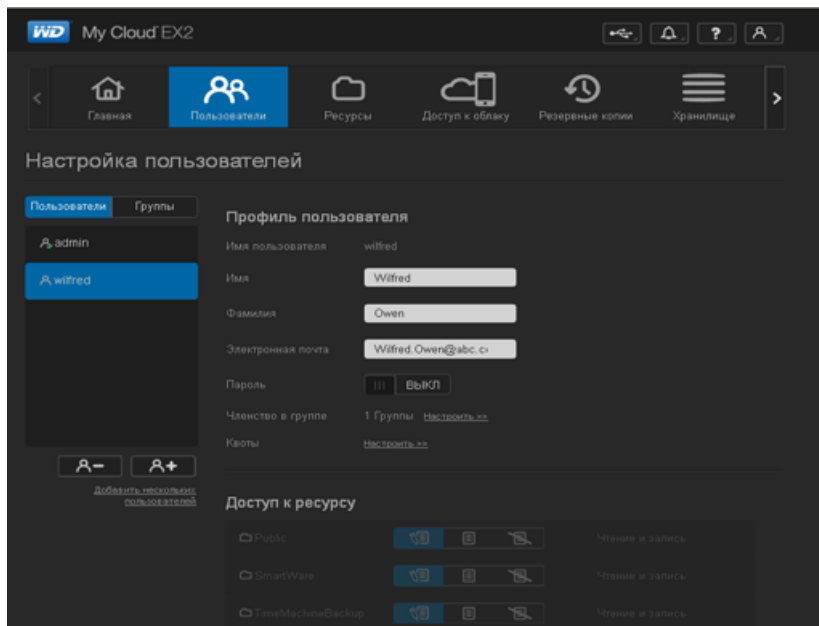 WD My Cloud EX2
?
Главная
Пользователи
Ресурсы
Доступ к облаку
Резервные копии
Хранилище
Настройка пользователей
Пользователи Группы
admin
wilfred
Добавить нескольких
пользователей
Профиль пользователя
Имя пользователя wilfred
Имя Wilfred
Фамилия Owen
Электронная почта Wilfred.Owen@abc.c
Пароль ВЫКЛ
Членство в группе 1 Группы Настроить >>
Квоты Настроить >>
Доступ к ресурсу
Public Чтение и запись
SmartWare Чтение и запись
TimeMachineBackup Чтение и запись